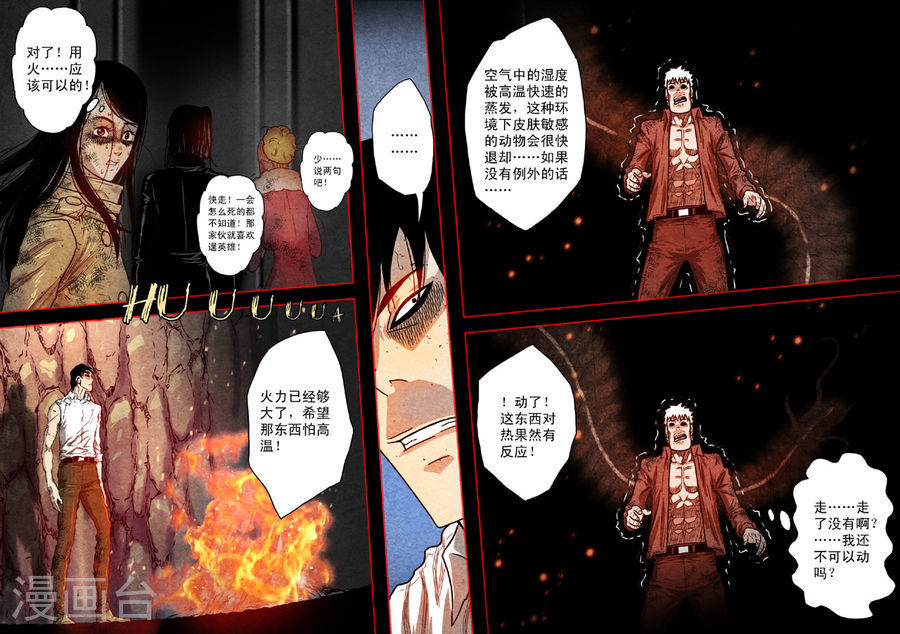 对了！用
火……应
该可以的！
少……
说两句
吧！
快走！一会
怎么死的都
不知道！那
家伙就喜欢
逞英雄！
HUUUUUA
火力已经够
大了，希望
那东西怕高
温！
……
……
空气中的湿度
被高温快速的
蒸发，这种环
境下皮肤敏感
的动物会很快
退却……如果
没有例外的话
……
！动了！
这东西对
热果然有
反应！
走……走
了没有啊？
……我还
不可以动
吗？
漫画台